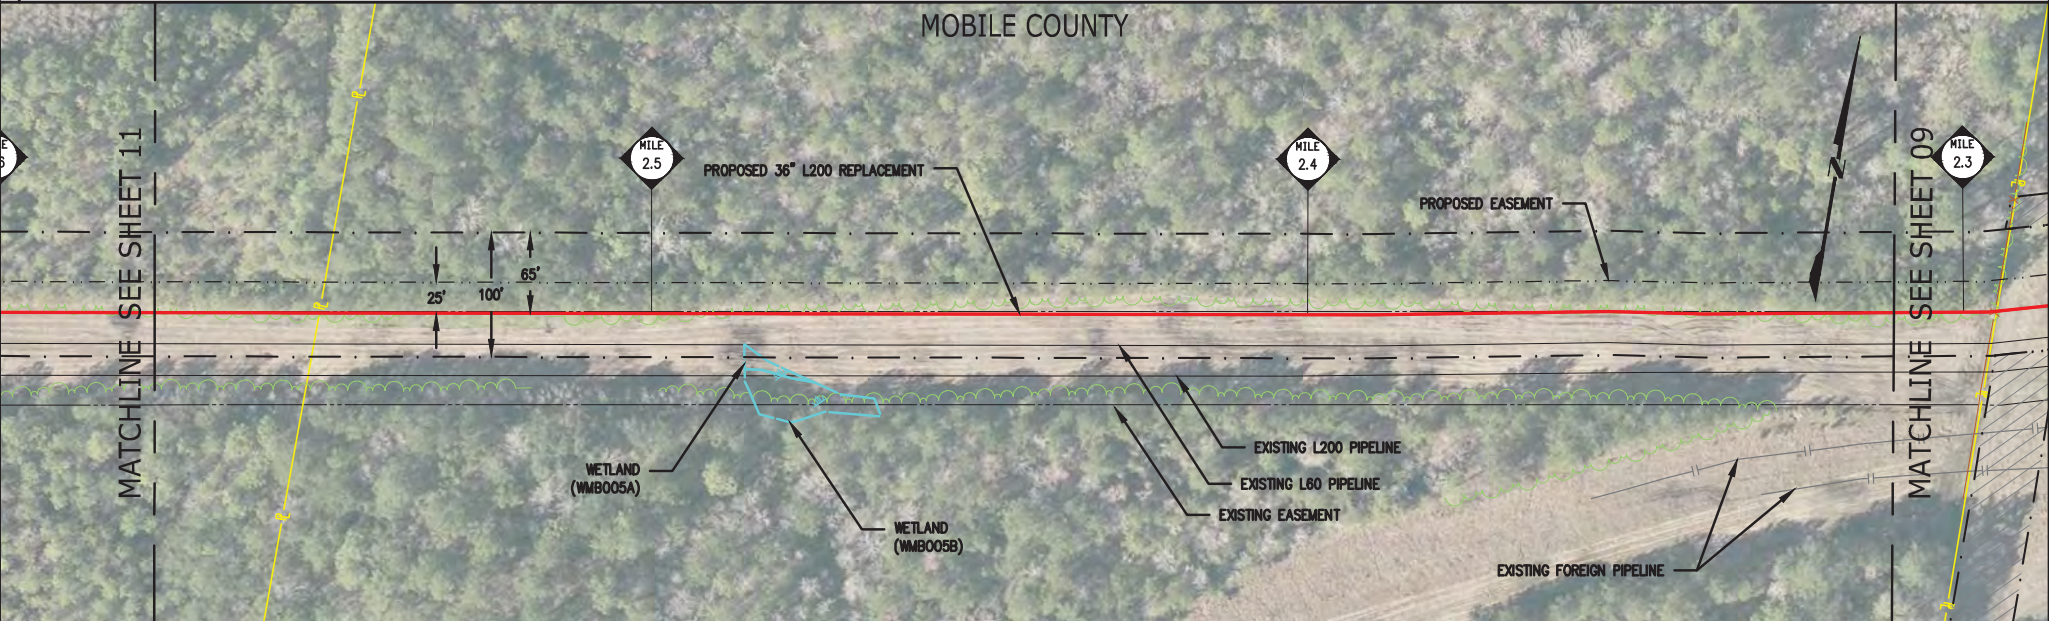 MOBILE COUNTY
MATCHLINE SEE SHEET 11
MILE
2.5
PROPOSED 36" L200 REPLACEMENT
MILE
2.4
PROPOSED EASEMENT
N
MATCHLINE SEE SHEET 09
MILE
2.3
25'
100'
65'
WETLAND
(WMB005A)
WETLAND
(WMB005B)
EXISTING L200 PIPELINE
EXISTING L60 PIPELINE
EXISTING EASEMENT
EXISTING FOREIGN PIPELINE